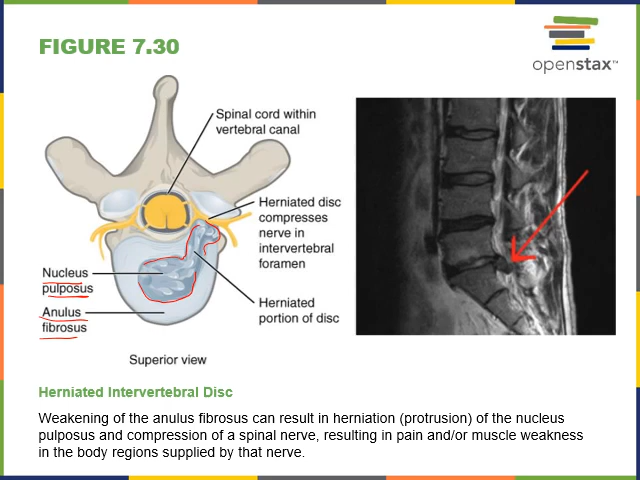 FIGURE 7.30
openstax™
Spinal cord within
vertebral canal
Herniated disc
compresses
nerve in
intervertebral
foramen
Nucleus
pulposus
Anulus
fibrosus
Herniated
portion of disc
Superior view
Herniated Intervertebral Disc
Weakening of the anulus fibrosus can result in herniation (protrusion) of the nucleus
pulposus and compression of a spinal nerve, resulting in pain and/or muscle weakness
in the body regions supplied by that nerve.